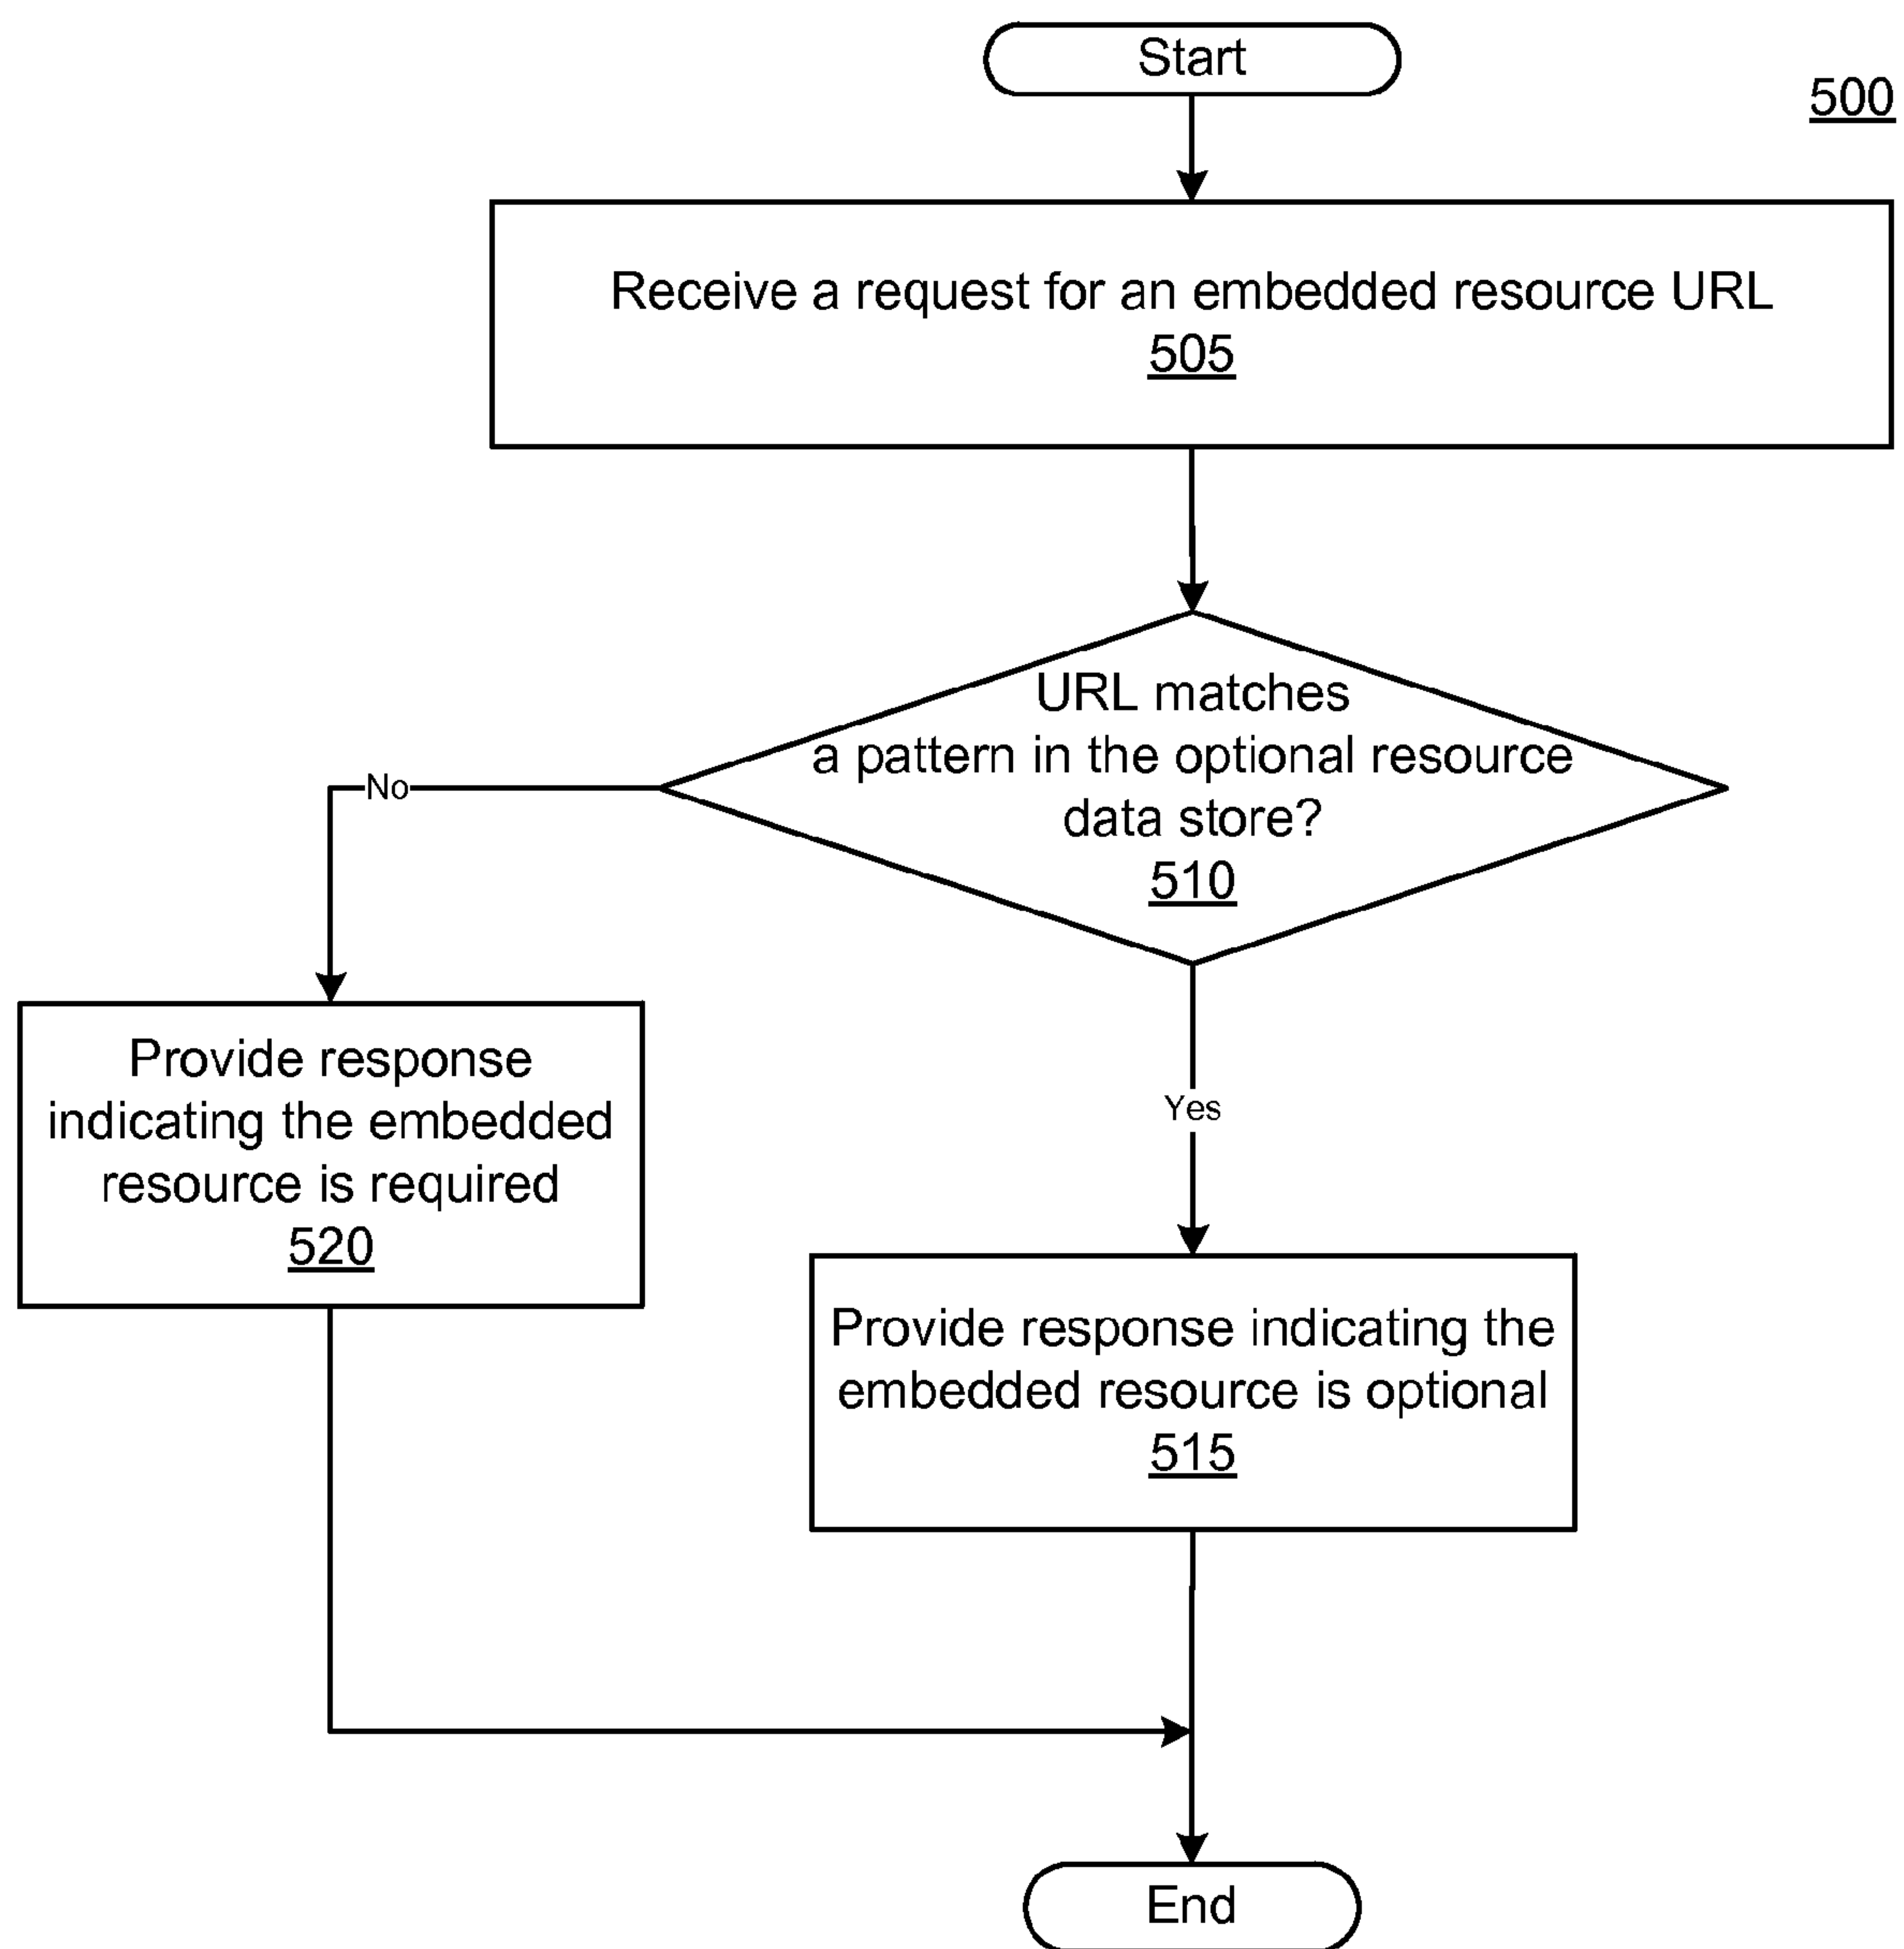 Start
500
Receive a request for an embedded resource URL
505
URL matches
a pattern in the optional resource
data store?
510
No
Yes
Provide response
indicating the embedded
resource is required
520
Provide response indicating the
embedded resource is optional
515
End